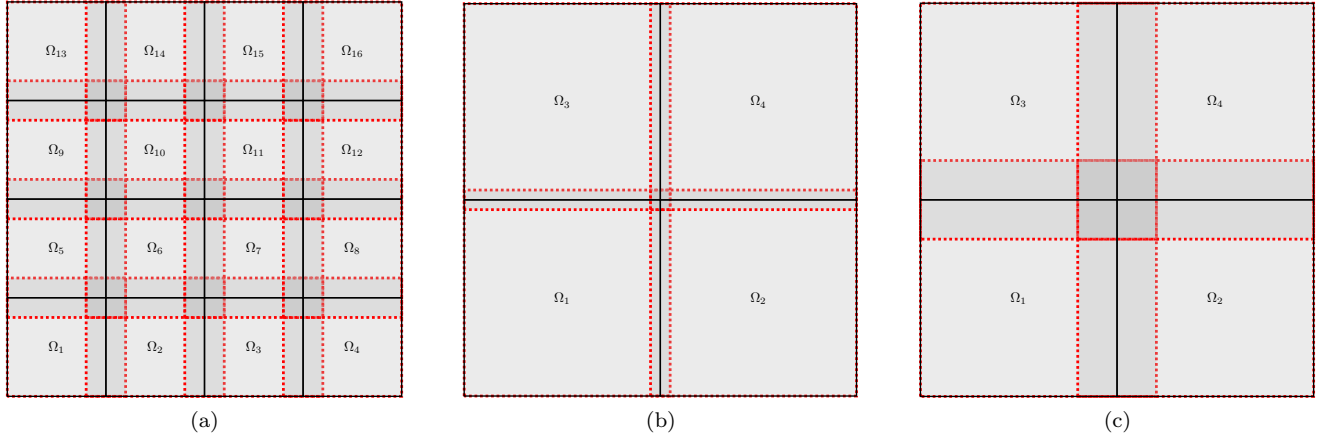 Ω₁₃ Ω₁₄ Ω₁₅ Ω₁₆
Ω₉ Ω₁₀ Ω₁₁ Ω₁₂
Ω₅ Ω₆ Ω₇ Ω₈
Ω₁ Ω₂ Ω₃ Ω₄
(a)
Ω₃ Ω₄
Ω₁ Ω₂
(b)
Ω₃ Ω₄
Ω₁ Ω₂
(c)